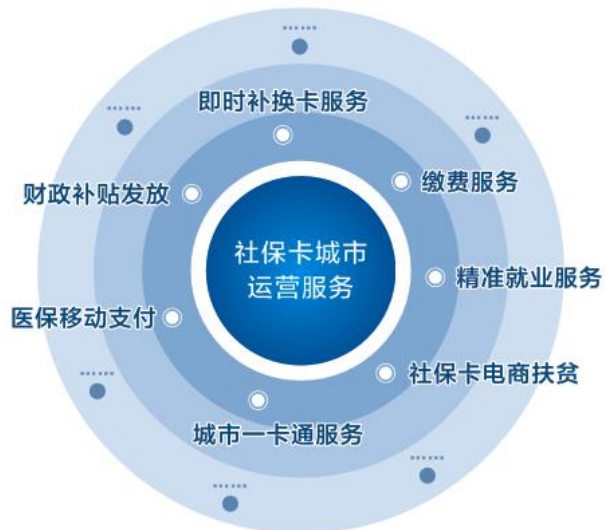 ……
……
……
即时补换卡服务
财政补贴发放
缴费服务
社保卡城市
运营服务
精准就业服务
医保移动支付
社保卡电商扶贫
……
城市一卡通服务
……
……